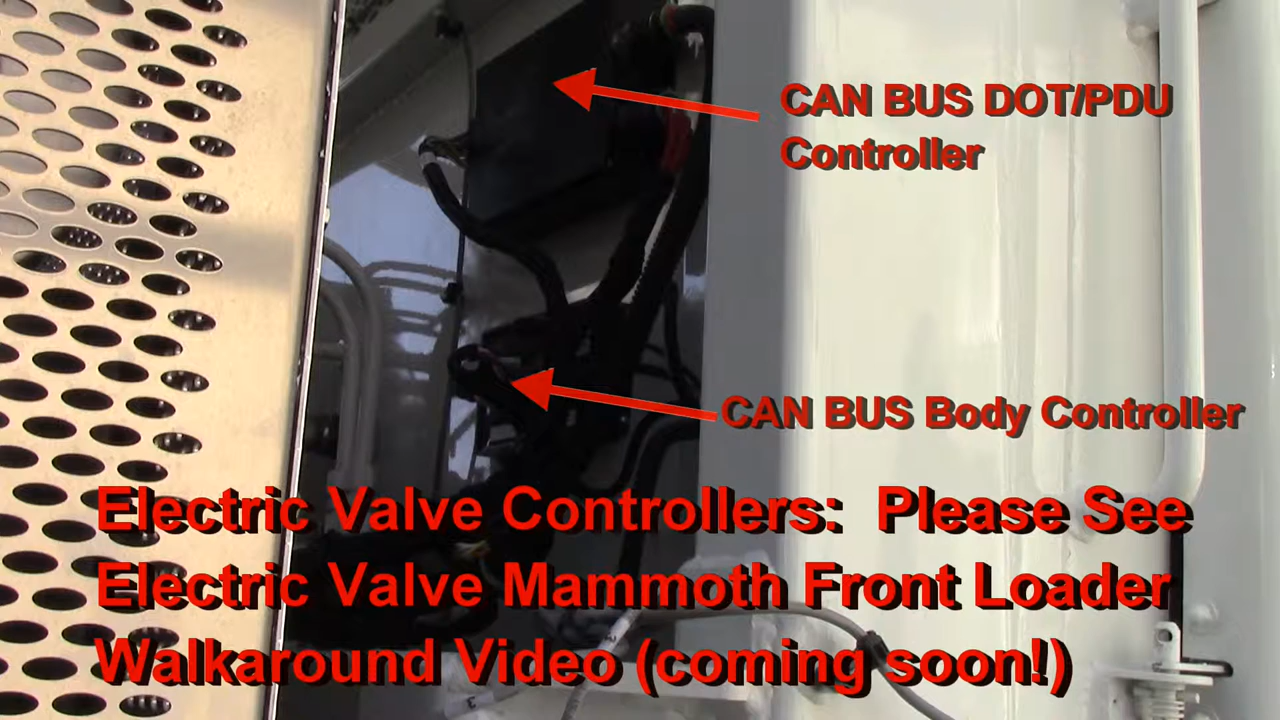 CAN BUS DOT/PDU
Controller
CAN BUS Body Controller
Electric Valve Controllers:  Please See
Electric Valve Mammoth Front Loader
Walkaround Video (coming soon!)